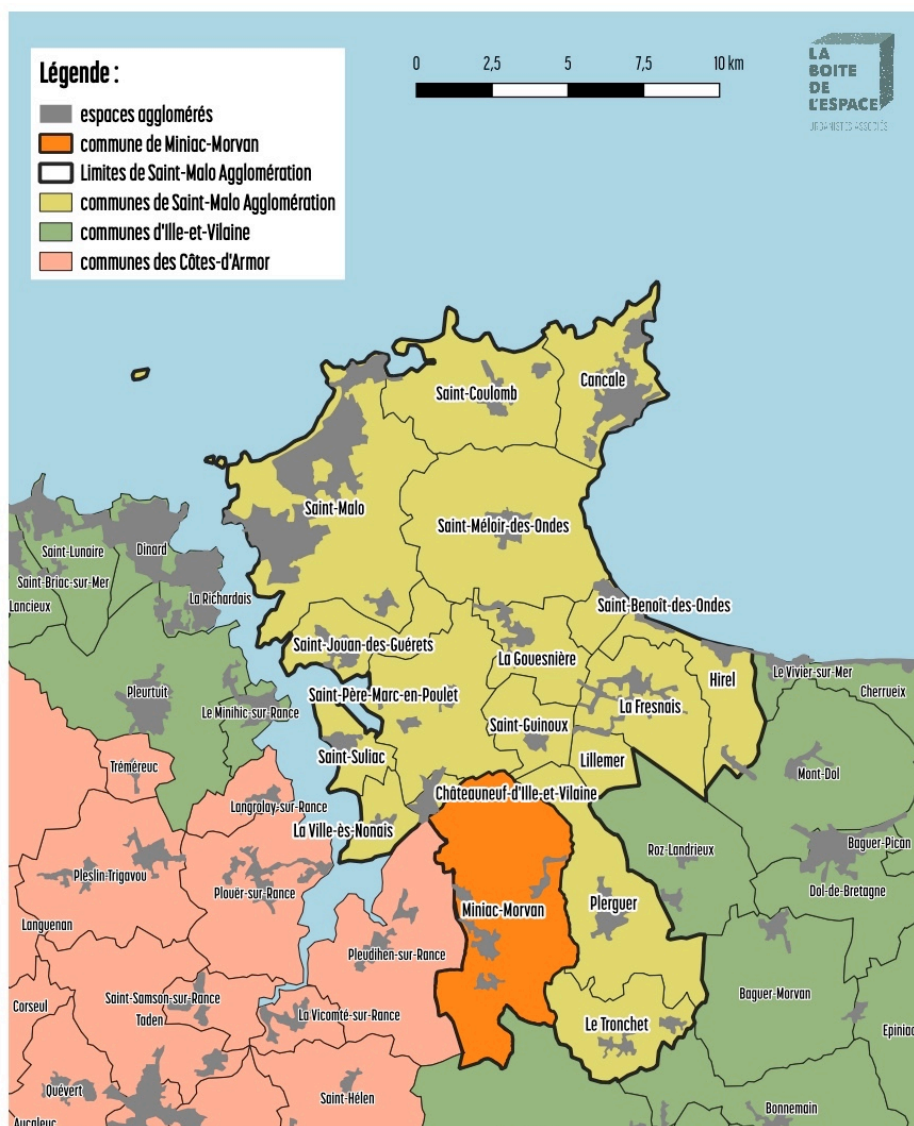 Légende :
espaces agglomérés
commune de Miniac-Morvan
Limites de Saint-Malo Agglomération
communes de Saint-Malo Agglomération
communes d'Ille-et-Vilaine
communes des Côtes-d'Armor
0 2,5 5 7,5 10 km
LA
BOITE
DE
L'ESPACE
URBANISTES ASSOCIÉS
Cancale
Saint-Coulomb
Saint-Malo
Saint-Méloir-des-Ondes
Saint-Lunaire
Dinard
Saint-Briac-sur-Mer
Lancieux
La Richardais
Saint-Benoît-des-Ondes
Saint-Jouan-des-Guérets
La Gouesnière
Hirel
Le Vivier-sur-Mer
Cherrueix
Pleurtuit
Le Minihic-sur-Rance
Saint-Père-Marc-en-Poulet
La Fresnais
Saint-Guinoux
Saint-Suliac
Lillemer
Mont-Dol
Trémereuc
Langrolay-sur-Rance
Châteauneuf-d'Ille-et-Vilaine
La Ville-ès-Nonais
Baguer-Pican
Roz-Landrieux
Dol-de-Bretagne
Pleslin-Trigavou
Plouër-sur-Rance
Plerguer
Miniac-Morvan
Languenan
Pleudihen-sur-Rance
Baguer-Morvan
Corseul
Saint-Samson-sur-Rance
Taden
La Vicomté-sur-Rance
Le Tronchet
Epiniac
Quévert
Saint-Hélen
Bonnemain
Aucaleuc